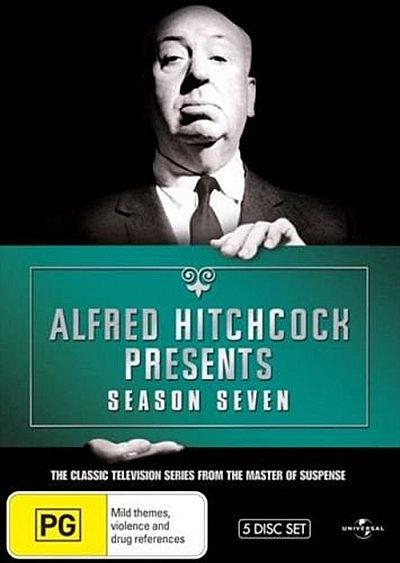 ALFRED HITCHCOCK
PRESENTS
SEASON SEVEN
THE CLASSIC TELEVISION SERIES FROM THE MASTER OF SUSPENSE
PG
Mild themes,
violence and
drug references
5 DISC SET
UNIVERSAL